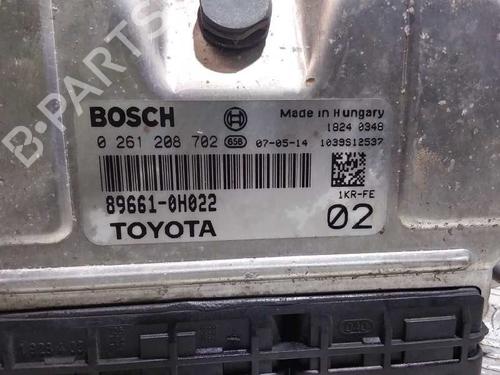 BOSCH
Made in Hungary
1824 0348
0 261 208 702 658 07-05-14 1039S12537
89661-0H022
1KR-FE
TOYOTA
02
B-PARTS